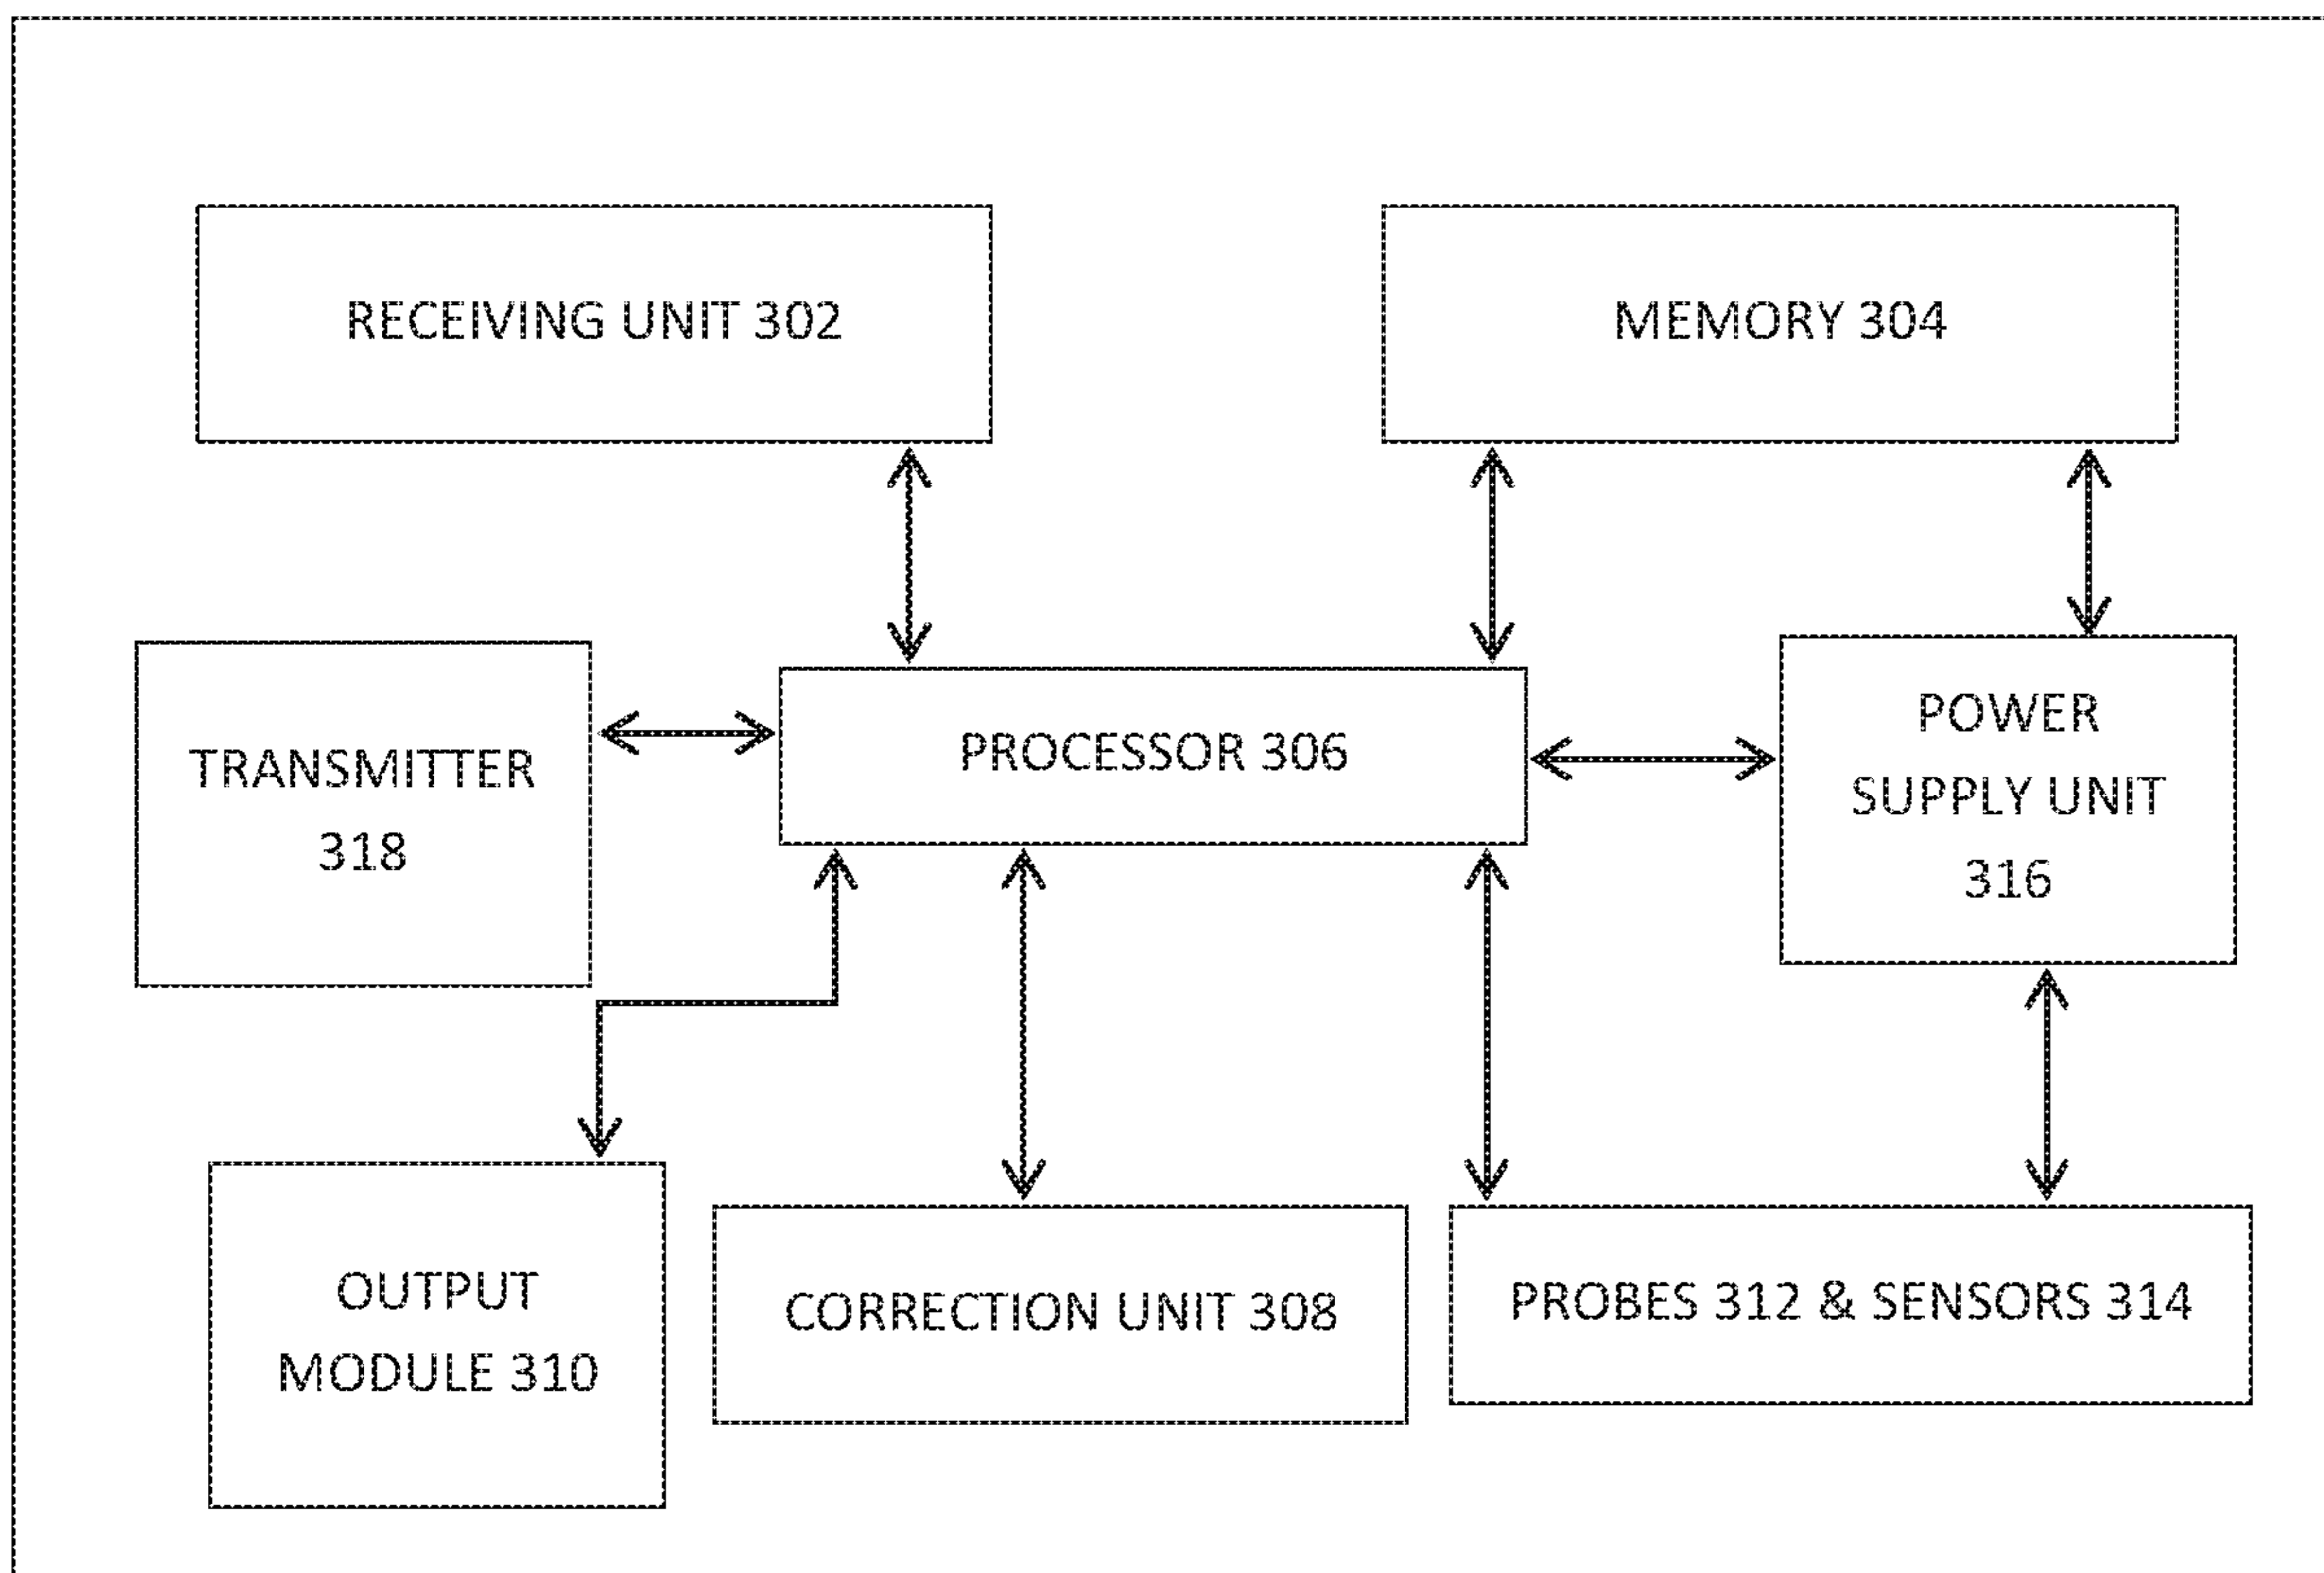 RECEIVING UNIT 302
MEMORY 304
TRANSMITTER
318
PROCESSOR 306
POWER
SUPPLY UNIT
316
OUTPUT
MODULE 310
CORRECTION UNIT 308
PROBES 312 & SENSORS 314